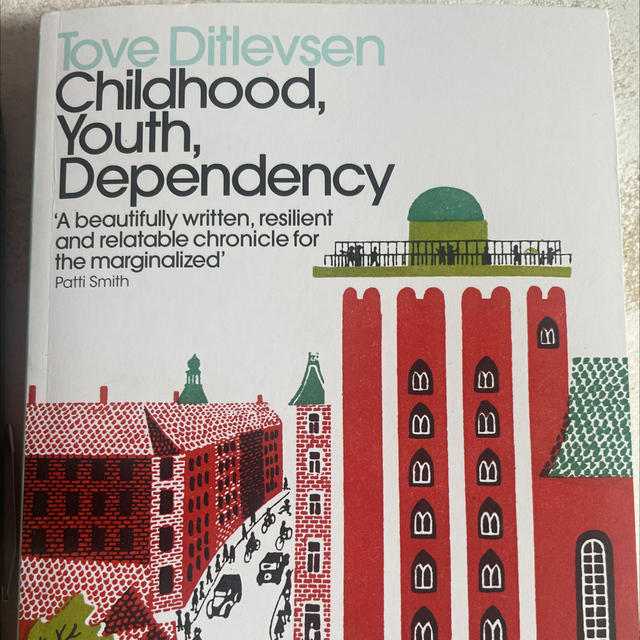 Tove Ditlevsen
Childhood,
Youth,
Dependency
'A beautifully written, resilient
and relatable chronicle for
the marginalized'
Patti Smith